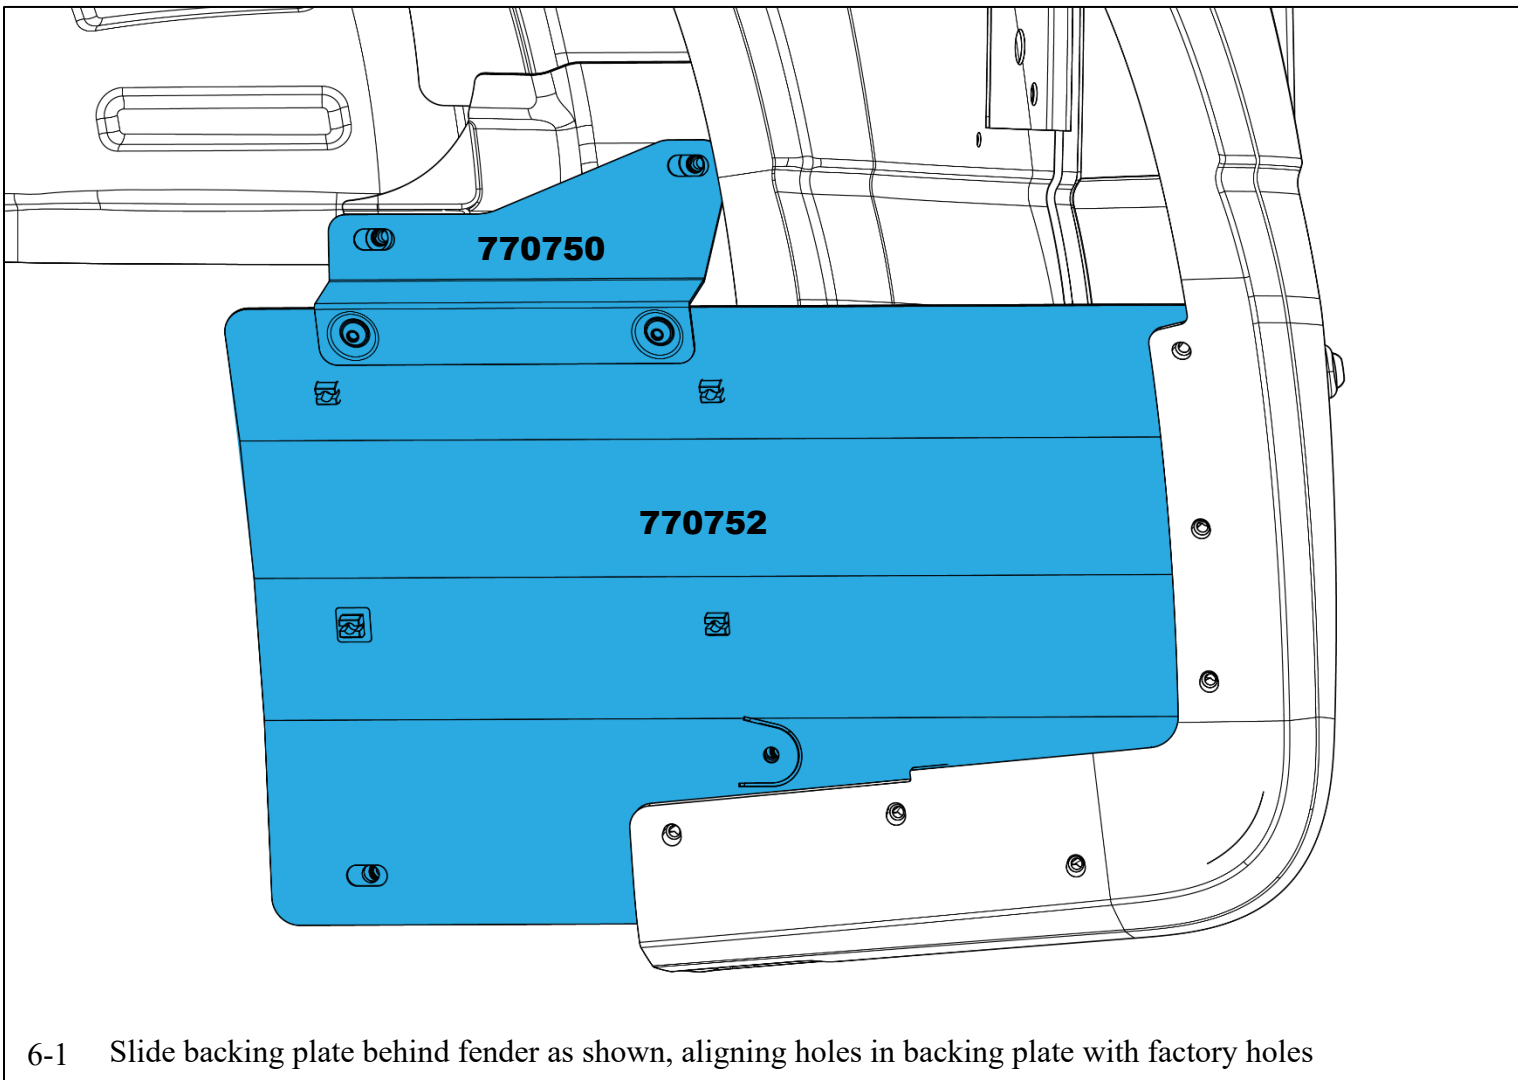 770750
770752
6-1 Slide backing plate behind fender as shown, aligning holes in backing plate with factory holes